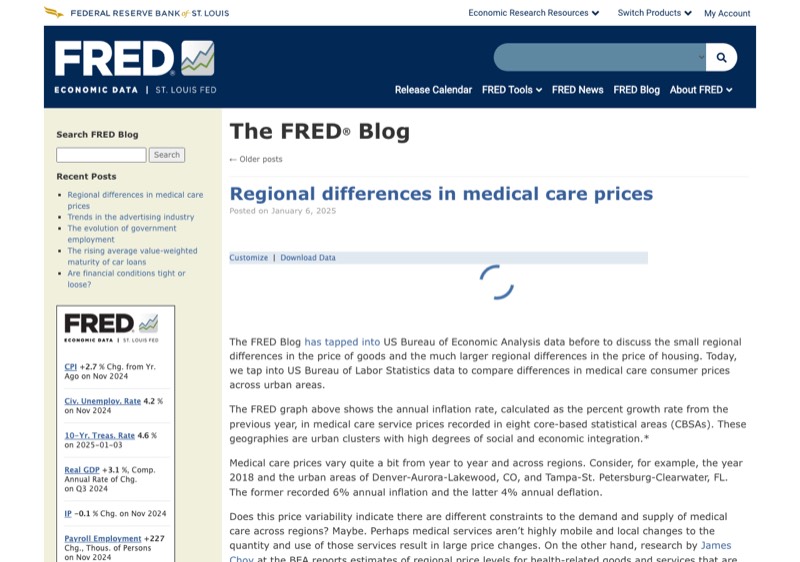 FEDERAL RESERVE BANK of ST. LOUIS
Economic Research Resources
Switch Products
My Account
FRED
ECONOMIC DATA | ST. LOUIS FED
Release Calendar
FRED Tools
FRED News
FRED Blog
About FRED
Search FRED Blog
Search
Recent Posts
Regional differences in medical care
prices
Trends in the advertising industry
The evolution of government
employment
The rising average value-weighted
maturity of car loans
Are financial conditions tight or
loose?
FRED
ECONOMIC DATA | ST. LOUIS FED
CPI +2.7 % Chg. from Yr.
Ago on Nov 2024
Civ. Unemploy. Rate 4.2 %
on Nov 2024
10-Yr. Treas. Rate 4.6 %
on 2025-01-03
Real GDP +3.1 %, Comp.
Annual Rate of Chg.
on Q3 2024
IP -0.1 % Chg. on Nov 2024
Payroll Employment +227
Chg., Thous. of Persons
on Nov 2024
The FRED® Blog
← Older posts
Regional differences in medical care prices
Posted on January 6, 2025
Customize | Download Data
The FRED Blog has tapped into US Bureau of Economic Analysis data before to discuss the small regional
differences in the price of goods and the much larger regional differences in the price of housing. Today,
we tap into US Bureau of Labor Statistics data to compare differences in medical care consumer prices
across urban areas.
The FRED graph above shows the annual inflation rate, calculated as the percent growth rate from the
previous year, in medical care service prices recorded in eight core-based statistical areas (CBSAs). These
geographies are urban clusters with high degrees of social and economic integration.*
Medical care prices vary quite a bit from year to year and across regions. Consider, for example, the year
2018 and the urban areas of Denver-Aurora-Lakewood, CO, and Tampa-St. Petersburg-Clearwater, FL.
The former recorded 6% annual inflation and the latter 4% annual deflation.
Does this price variability indicate there are different constraints to the demand and supply of medical
care across regions? Maybe. Perhaps medical services aren't highly mobile and local changes to the
quantity and use of those services result in large price changes. On the other hand, research by James
Choy at the BEA reports estimates of regional price levels for health-related goods and services that are